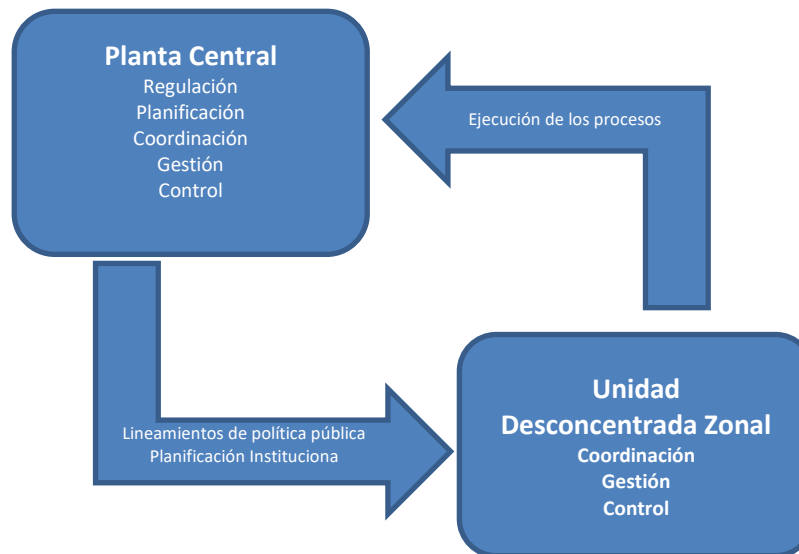 Planta Central
Regulación
Planificación
Coordinación
Gestión
Control
Ejecución de los procesos
Lineamientos de política pública
Planificación Instituciona
Unidad
Desconcentrada Zonal
Coordinación
Gestión
Control